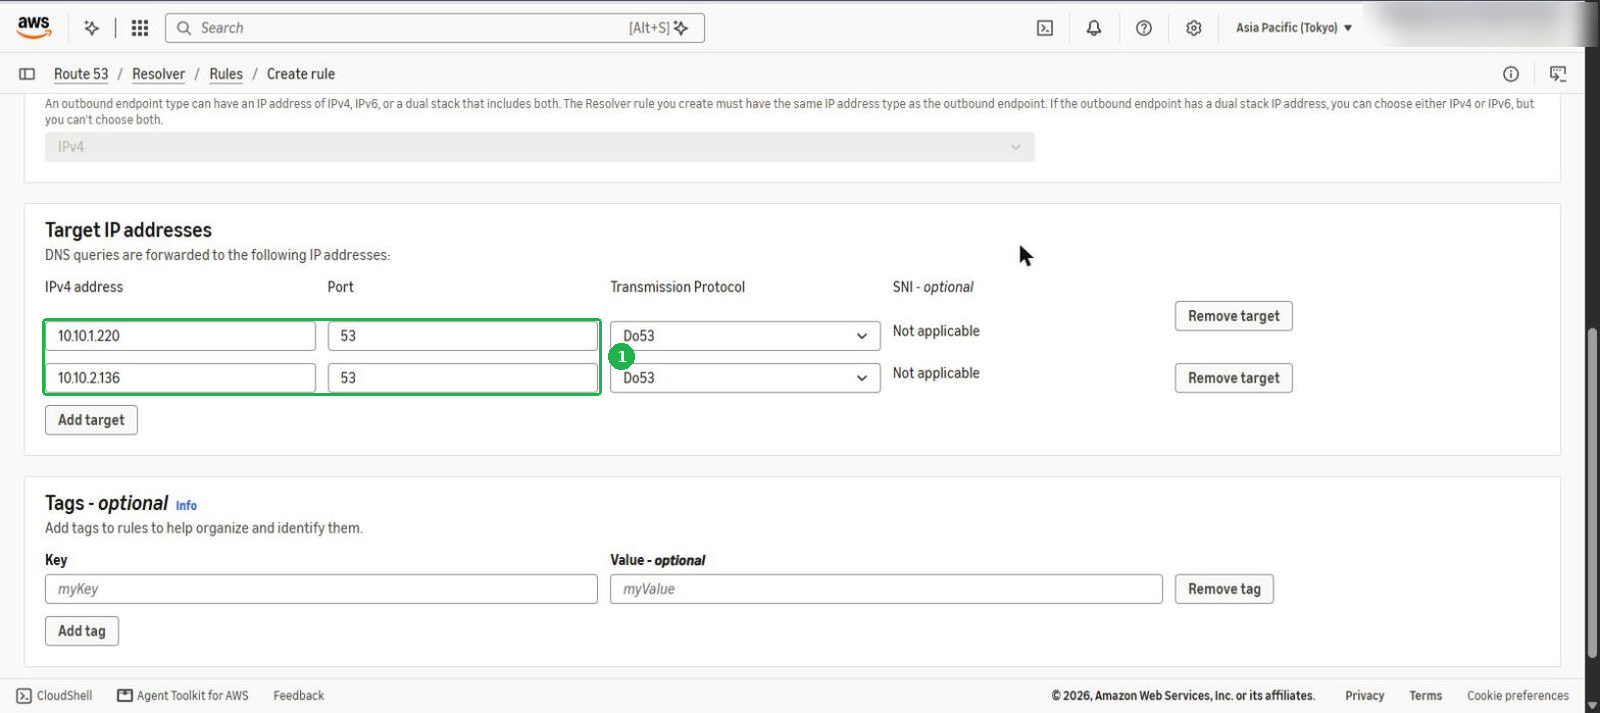 aws
Search [Alt+S]
Asia Pacific (Tokyo)
Route 53 / Resolver / Rules / Create rule
An outbound endpoint type can have an IP address of IPv4, IPv6, or a dual stack that includes both. The Resolver rule you create must have the same IP address type as the outbound endpoint. If the outbound endpoint has a dual stack IP address, you can choose either IPv4 or IPv6, but
you can't choose both.
IPv4
Target IP addresses
DNS queries are forwarded to the following IP addresses:
IPv4 address Port Transmission Protocol SNI - optional
10.10.1.220 53 Do53 Not applicable Remove target
1
10.10.2.136 53 Do53 Not applicable Remove target
Add target
Tags - optional Info
Add tags to rules to help organize and identify them.
Key Value - optional
myKey myValue Remove tag
Add tag
CloudShell Agent Toolkit for AWS Feedback © 2026, Amazon Web Services, Inc. or its affiliates. Privacy Terms Cookie preferences